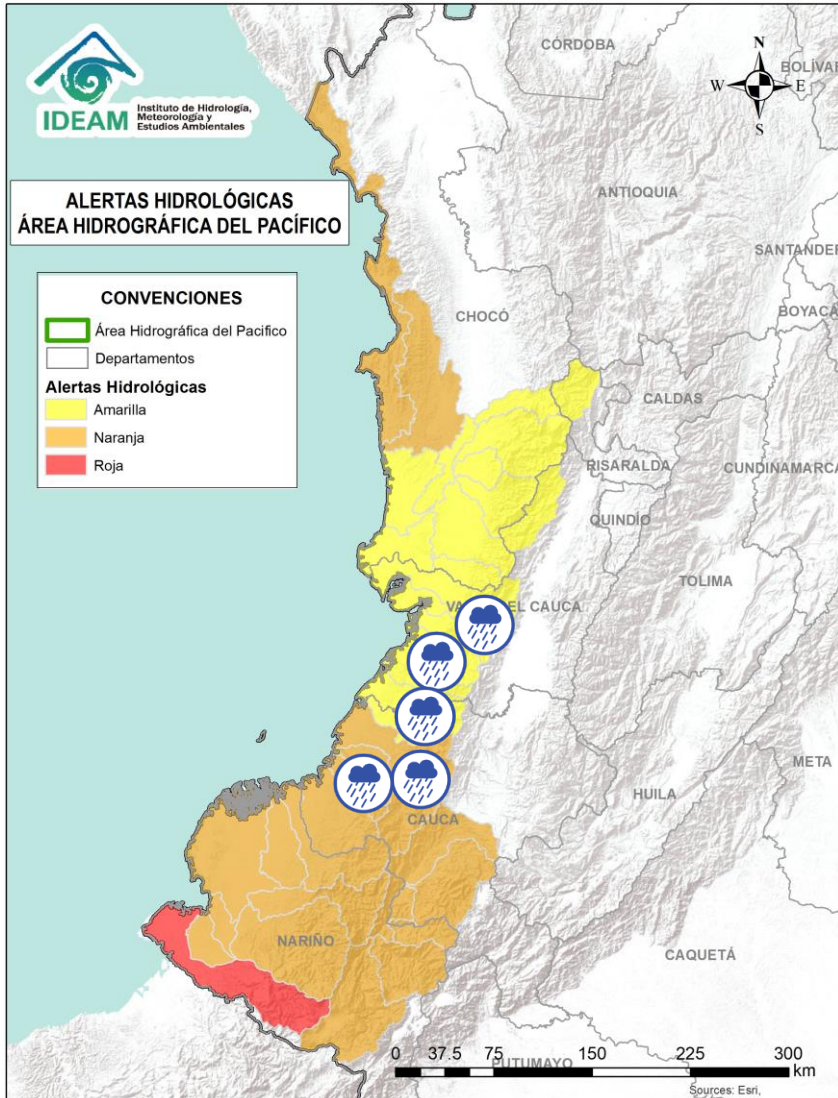 CÓRDOBA
BOLÍVAR
N
W
E
S
IDEAM
Instituto de Hidrología,
Meteorología y
Estudios Ambientales
ANTIOQUIA
ALERTAS HIDROLÓGICAS
ÁREA HIDROGRÁFICA DEL PACÍFICO
SANTANDER
CONVENCIONES
Área Hidrográfica del Pacifico
Departamentos
Alertas Hidrológicas
Amarilla
Naranja
Roja
CHOCÓ
BOYACÁ
CALDAS
RISARALDA
CUNDINAMARCA
QUINDÍO
TOLIMA
VA EL CAUCA
META
HUILA
CAUCA
NARIÑO
CAQUETÁ
PUTUMAYO
0 37.5 75 150 225 300
km
Sources: Esri,